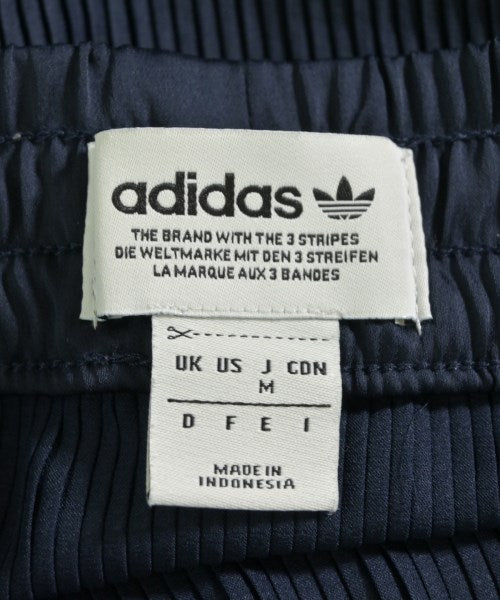 adidas
THE BRAND WITH THE 3 STRIPES
DIE WELTMARKE MIT DEN 3 STREIFEN
LA MARQUE AUX 3 BANDES
UK US J CDN
M
D F E I
MADE IN
INDONESIA